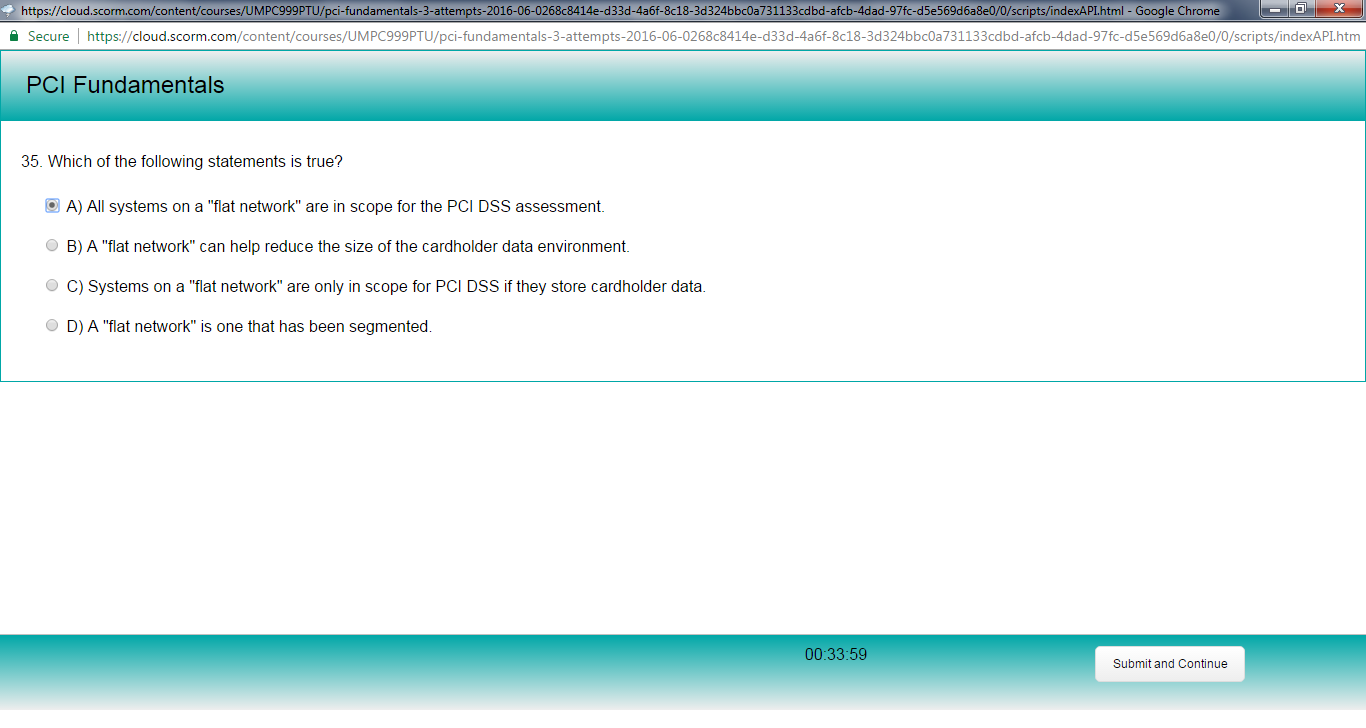 https://cloud.scorm.com/content/courses/UMPC999PTU/pci-fundamentals-3-attempts-2016-06-0268c8414e-d33d-4a6f-8c18-3d324bbc0a731133cdbd-afcb-4dad-97fc-d5e569d6a8e0/0/scripts/indexAPI.html - Google Chrome
Secure | https://cloud.scorm.com/content/courses/UMPC999PTU/pci-fundamentals-3-attempts-2016-06-0268c8414e-d33d-4a6f-8c18-3d324bbc0a731133cdbd-afcb-4dad-97fc-d5e569d6a8e0/0/scripts/indexAPI.htm
PCI Fundamentals
35. Which of the following statements is true?
A) All systems on a "flat network" are in scope for the PCI DSS assessment.
B) A "flat network" can help reduce the size of the cardholder data environment.
C) Systems on a "flat network" are only in scope for PCI DSS if they store cardholder data.
D) A "flat network" is one that has been segmented.
00:33:59
Submit and Continue